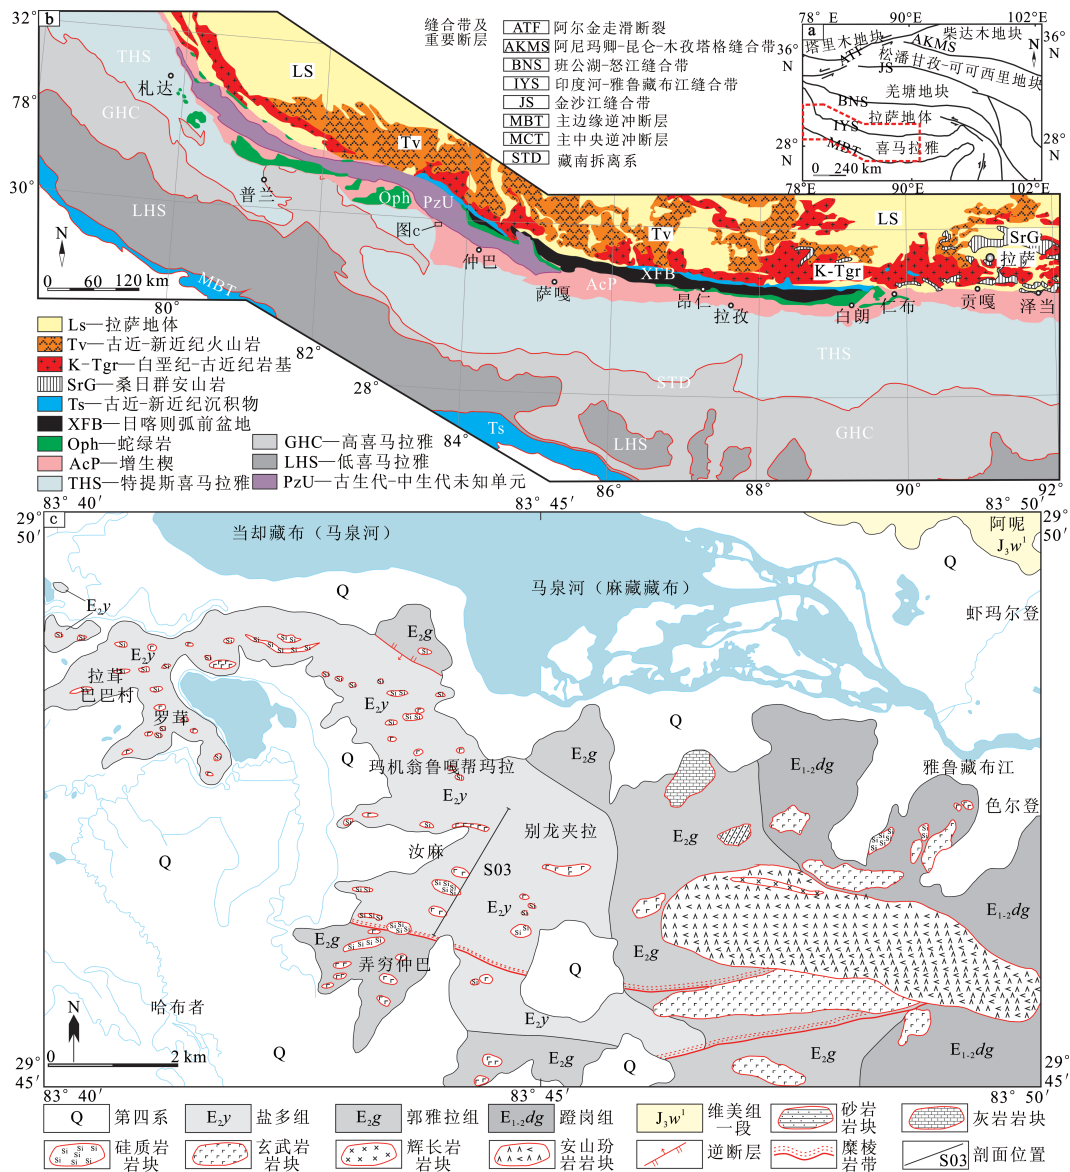 b
32°
78°
30°
THS
札达
GHC
LS
Tv
普兰
LHS
Oph
PzU
图c
仲巴
萨嘎
AcP
XFB
昂仁
拉孜
Tv
K-Tgr
LS
SrG
拉萨
白朗
仁布
贡嘎
泽当
THS
STD
GHC
LHS
Ts
MBT
N
0 60 120 km
80°
82°
28°
84°
86°
88°
90°
92°
缝合带及
重要断层
ATF 阿尔金走滑断裂
AKMS 阿尼玛卿-昆仑-木孜塔格缝合带
BNS 班公湖-怒江缝合带
IYS 印度河-雅鲁藏布江缝合带
JS 金沙江缝合带
MBT 主边缘逆冲断层
MCT 主中央逆冲断层
STD 藏南拆离系
78° E 90°E 102°E
a
36°
N
36°
N
塔里木地块
柴达木地块
ATF
AKMS
N
松潘甘孜-可可西里地块
JS
羌塘地块
BNS
拉萨地体
IYS
喜马拉雅
MBT
28°
N
28°
N
0 240 km
78°E 90°E 102°E
Ls—拉萨地体
Tv—古近-新近纪火山岩
K-Tgr—白垩纪-古近纪岩基
SrG—桑日群安山岩
Ts—古近-新近纪沉积物
XFB—日喀则弧前盆地
Oph—蛇绿岩
AcP—增生楔
THS—特提斯喜马拉雅
GHC—高喜马拉雅
LHS—低喜马拉雅
PzU—古生代-中生代未知单元
83° 40′ 83° 45′ 83° 50′
29°
50′
29°
50′
c
当却藏布（马泉河）
阿呢
J₃w¹
Q
Q
马泉河（麻藏藏布）
虾玛尔登
E₂y
E₂g
E₂y
拉茸
巴巴村
罗茸
E₂y
Q
Q
E₂g
E₁₋₂dg
雅鲁藏布江
玛机翁鲁嘎帮玛拉
E₂y
色尔登
别龙夹拉
E₂g
汝麻
S03
Q
E₂y
E₁₋₂dg
E₂g
E₂g
弄穷仲巴
Q
哈布者
N
E₂y
Q
E₂g
Q
E₂g
E₁₋₂dg
0 2 km
29°
45′
29°
45′
83° 40′ 83° 45′ 83° 50′
Q 第四系
E₂y 盐多组
E₂g 郭雅拉组
E₁₋₂dg 蹬岗组
J₃w¹ 维美组一段
砂岩岩块
灰岩岩块
Si 硅质岩岩块
玄武岩岩块
辉长岩岩块
安山玢岩岩块
逆断层
糜棱岩带
S03 剖面位置